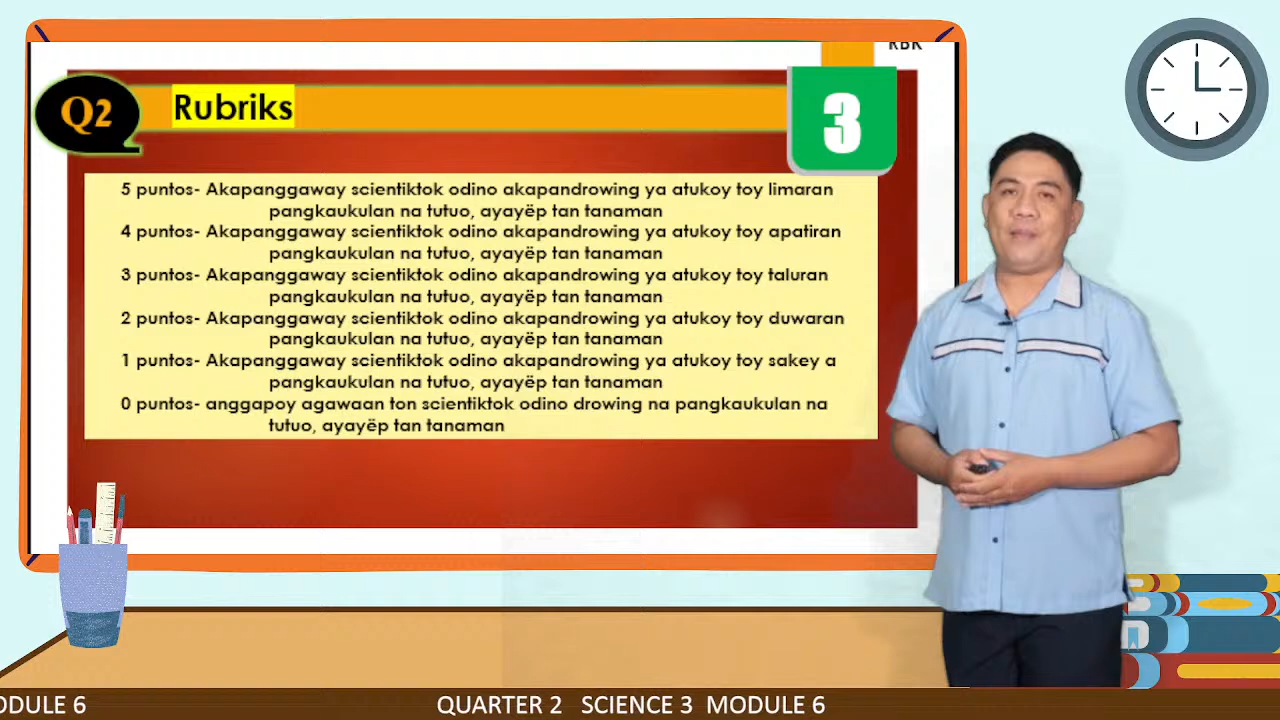 RBK
Q2
Rubriks
3
5 puntos- Akapanggaway scientiktok odino akapandrowing ya atukoy toy limaran
pangkaukulan na tutuo, ayayëp tan tanaman
4 puntos- Akapanggaway scientiktok odino akapandrowing ya atukoy toy apatiran
pangkaukulan na tutuo, ayayëp tan tanaman
3 puntos- Akapanggaway scientiktok odino akapandrowing ya atukoy toy taluran
pangkaukulan na tutuo, ayayëp tan tanaman
2 puntos- Akapanggaway scientiktok odino akapandrowing ya atukoy toy duwaran
pangkaukulan na tutuo, ayayëp tan tanaman
1 puntos- Akapanggaway scientiktok odino akapandrowing ya atukoy toy sakey a
pangkaukulan na tutuo, ayayëp tan tanaman
0 puntos- anggapoy agawaan ton scientiktok odino drowing na pangkaukulan na
tutuo, ayayëp tan tanaman
ODULE 6 QUARTER 2 SCIENCE 3 MODULE 6